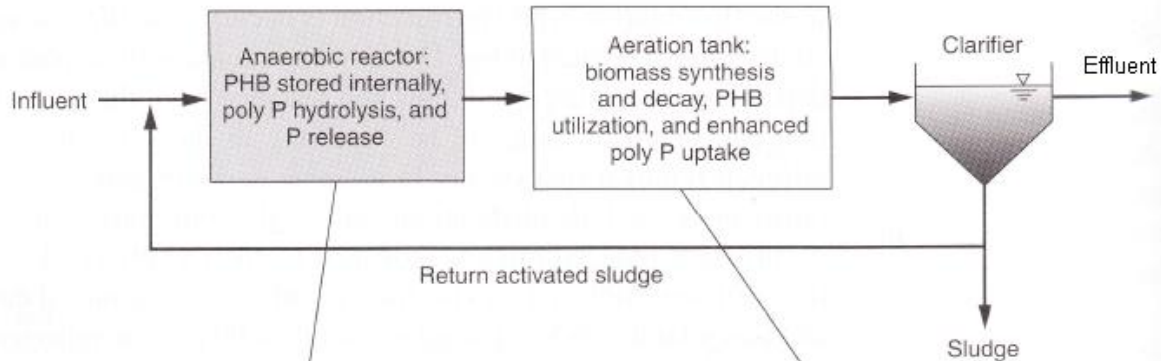 Influent
Anaerobic reactor:
PHB stored internally,
poly P hydrolysis, and
P release
Aeration tank:
biomass synthesis
and decay, PHB
utilization, and enhanced
poly P uptake
Clarifier
Effluent
Return activated sludge
Sludge